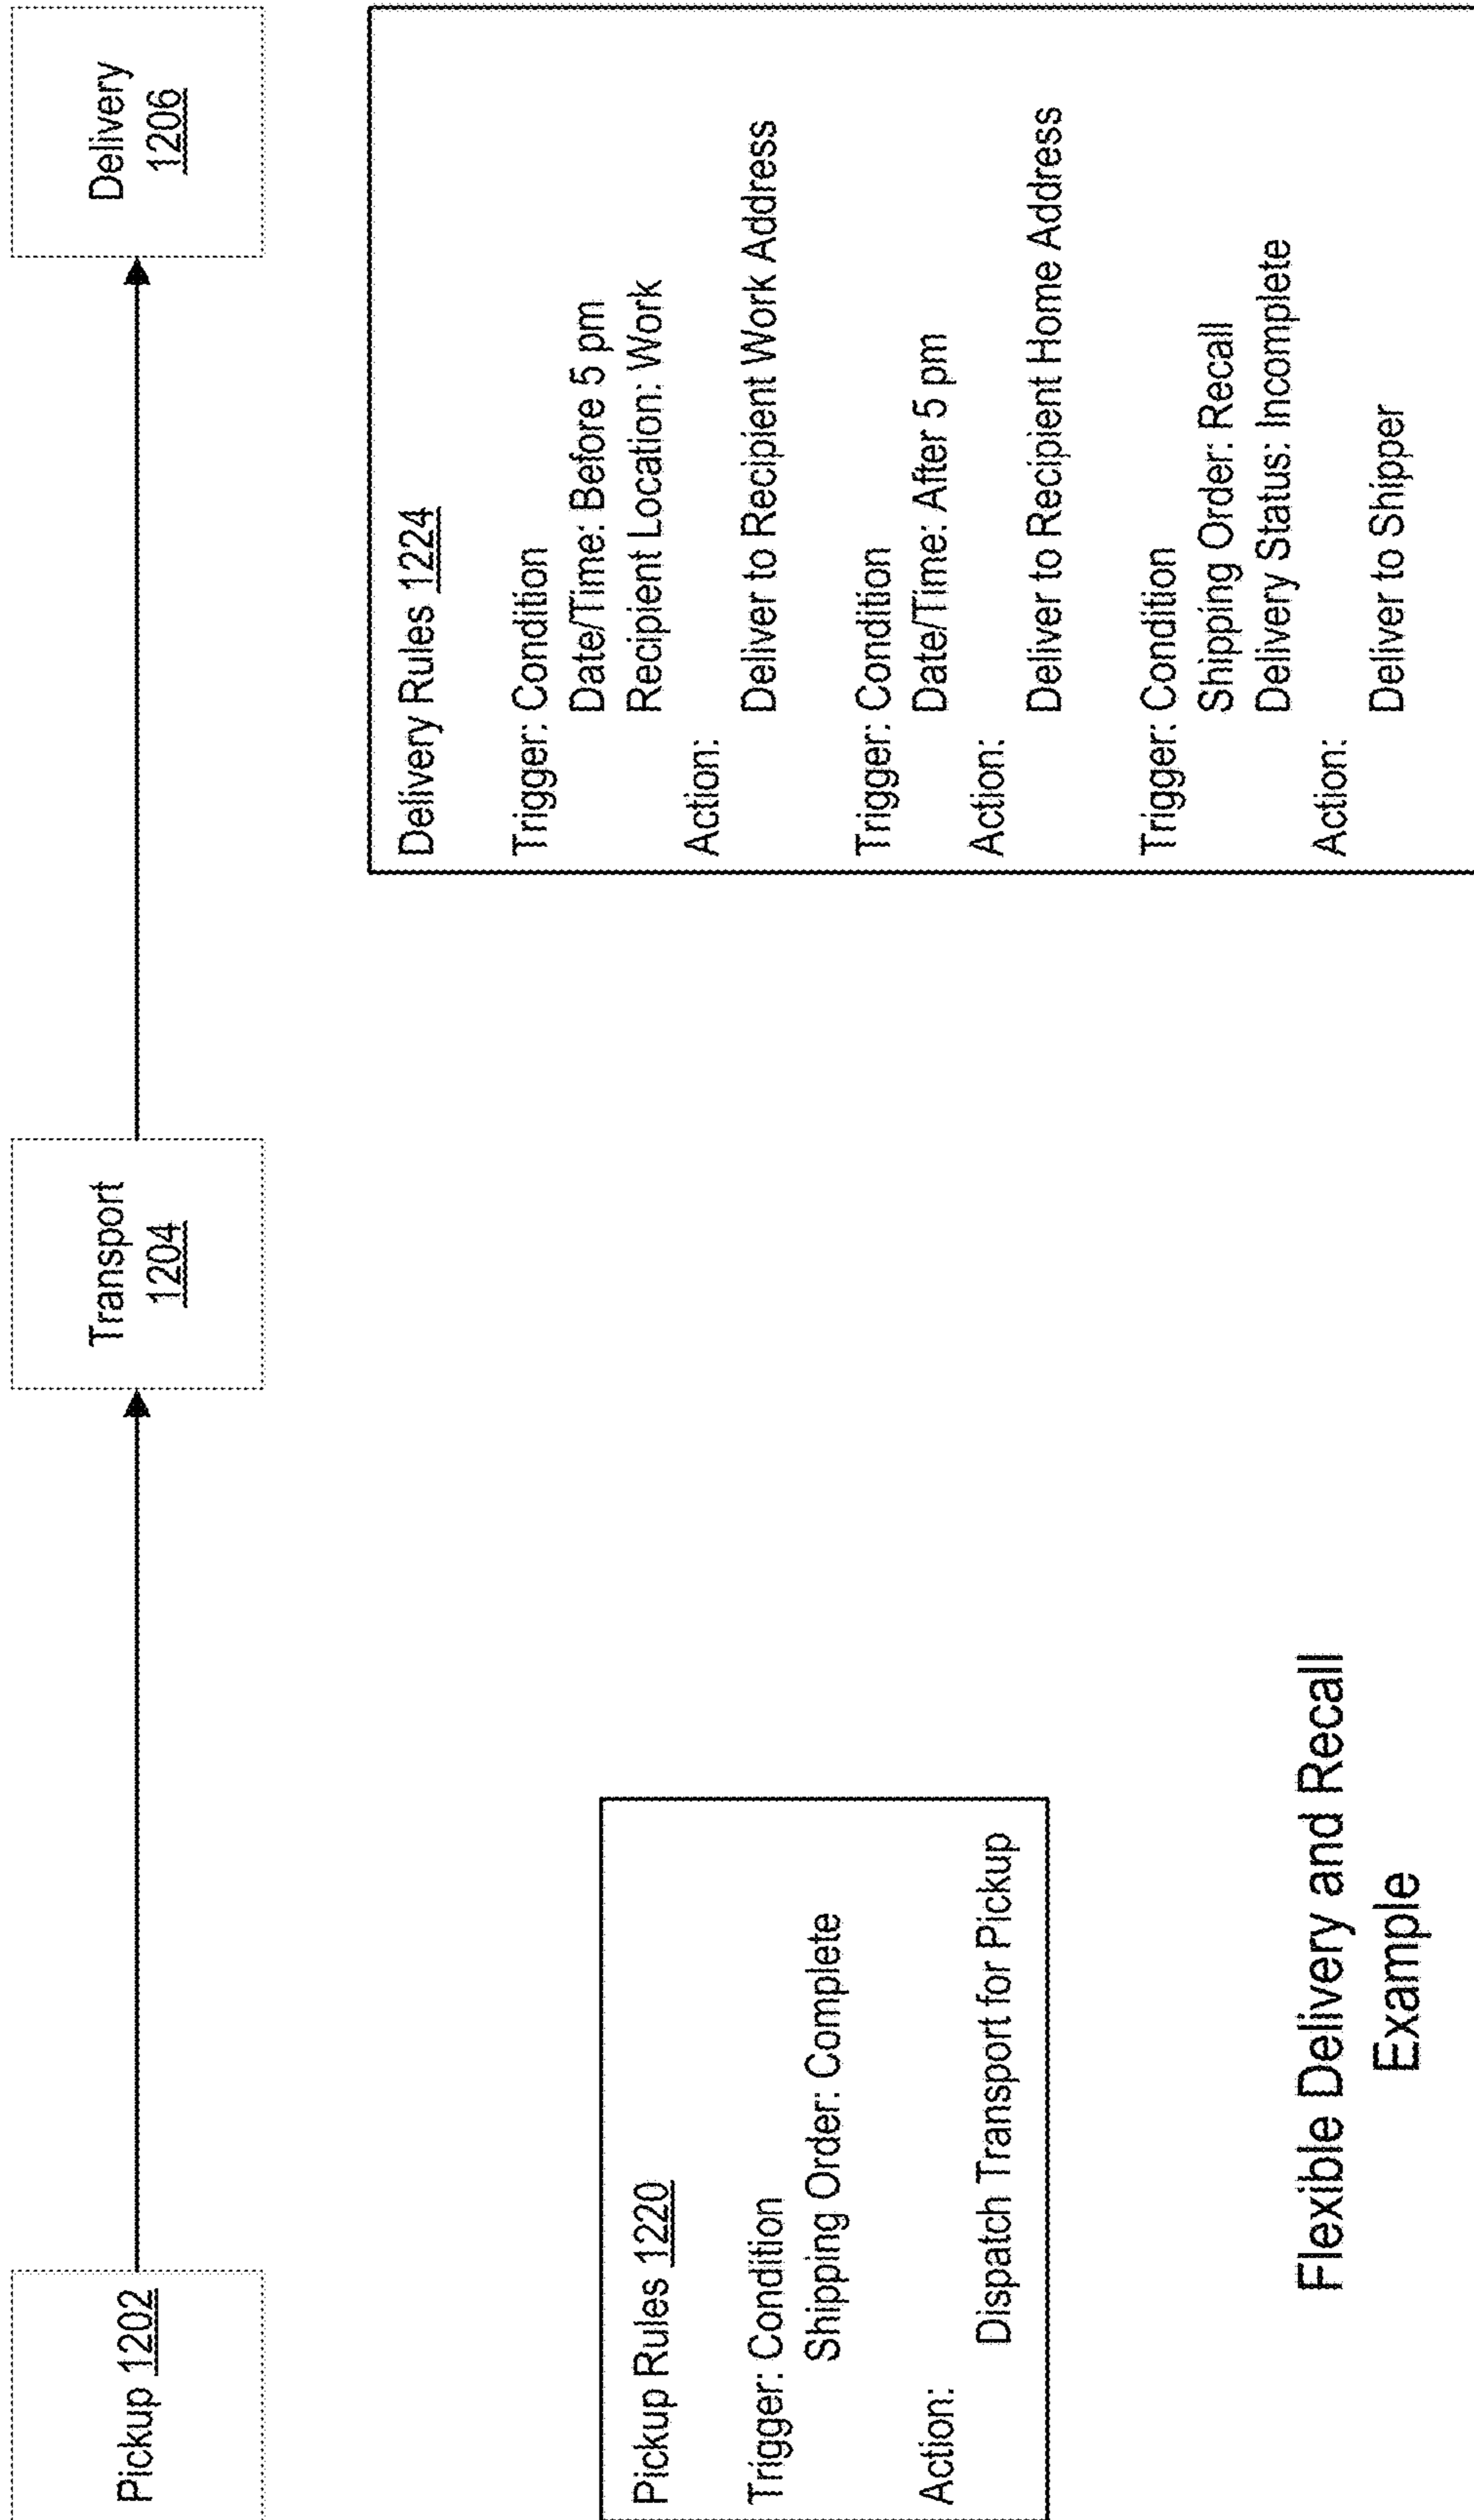 Pickup 1202
Transport
1204
Delivery
1206
Pickup Rules 1220
Trigger: Condition
Shipping Order: Complete
Action:
Dispatch Transport for Pickup
Delivery Rules 1224
Trigger: Condition
Date/Time: Before 5 pm
Recipient Location: Work
Action:
Deliver to Recipient Work Address
Trigger: Condition
Date/Time: After 5 pm
Action:
Deliver to Recipient Home Address
Trigger: Condition
Shipping Order: Recall
Delivery Status: Incomplete
Action:
Deliver to Shipper
Flexible Delivery and Recall
Example